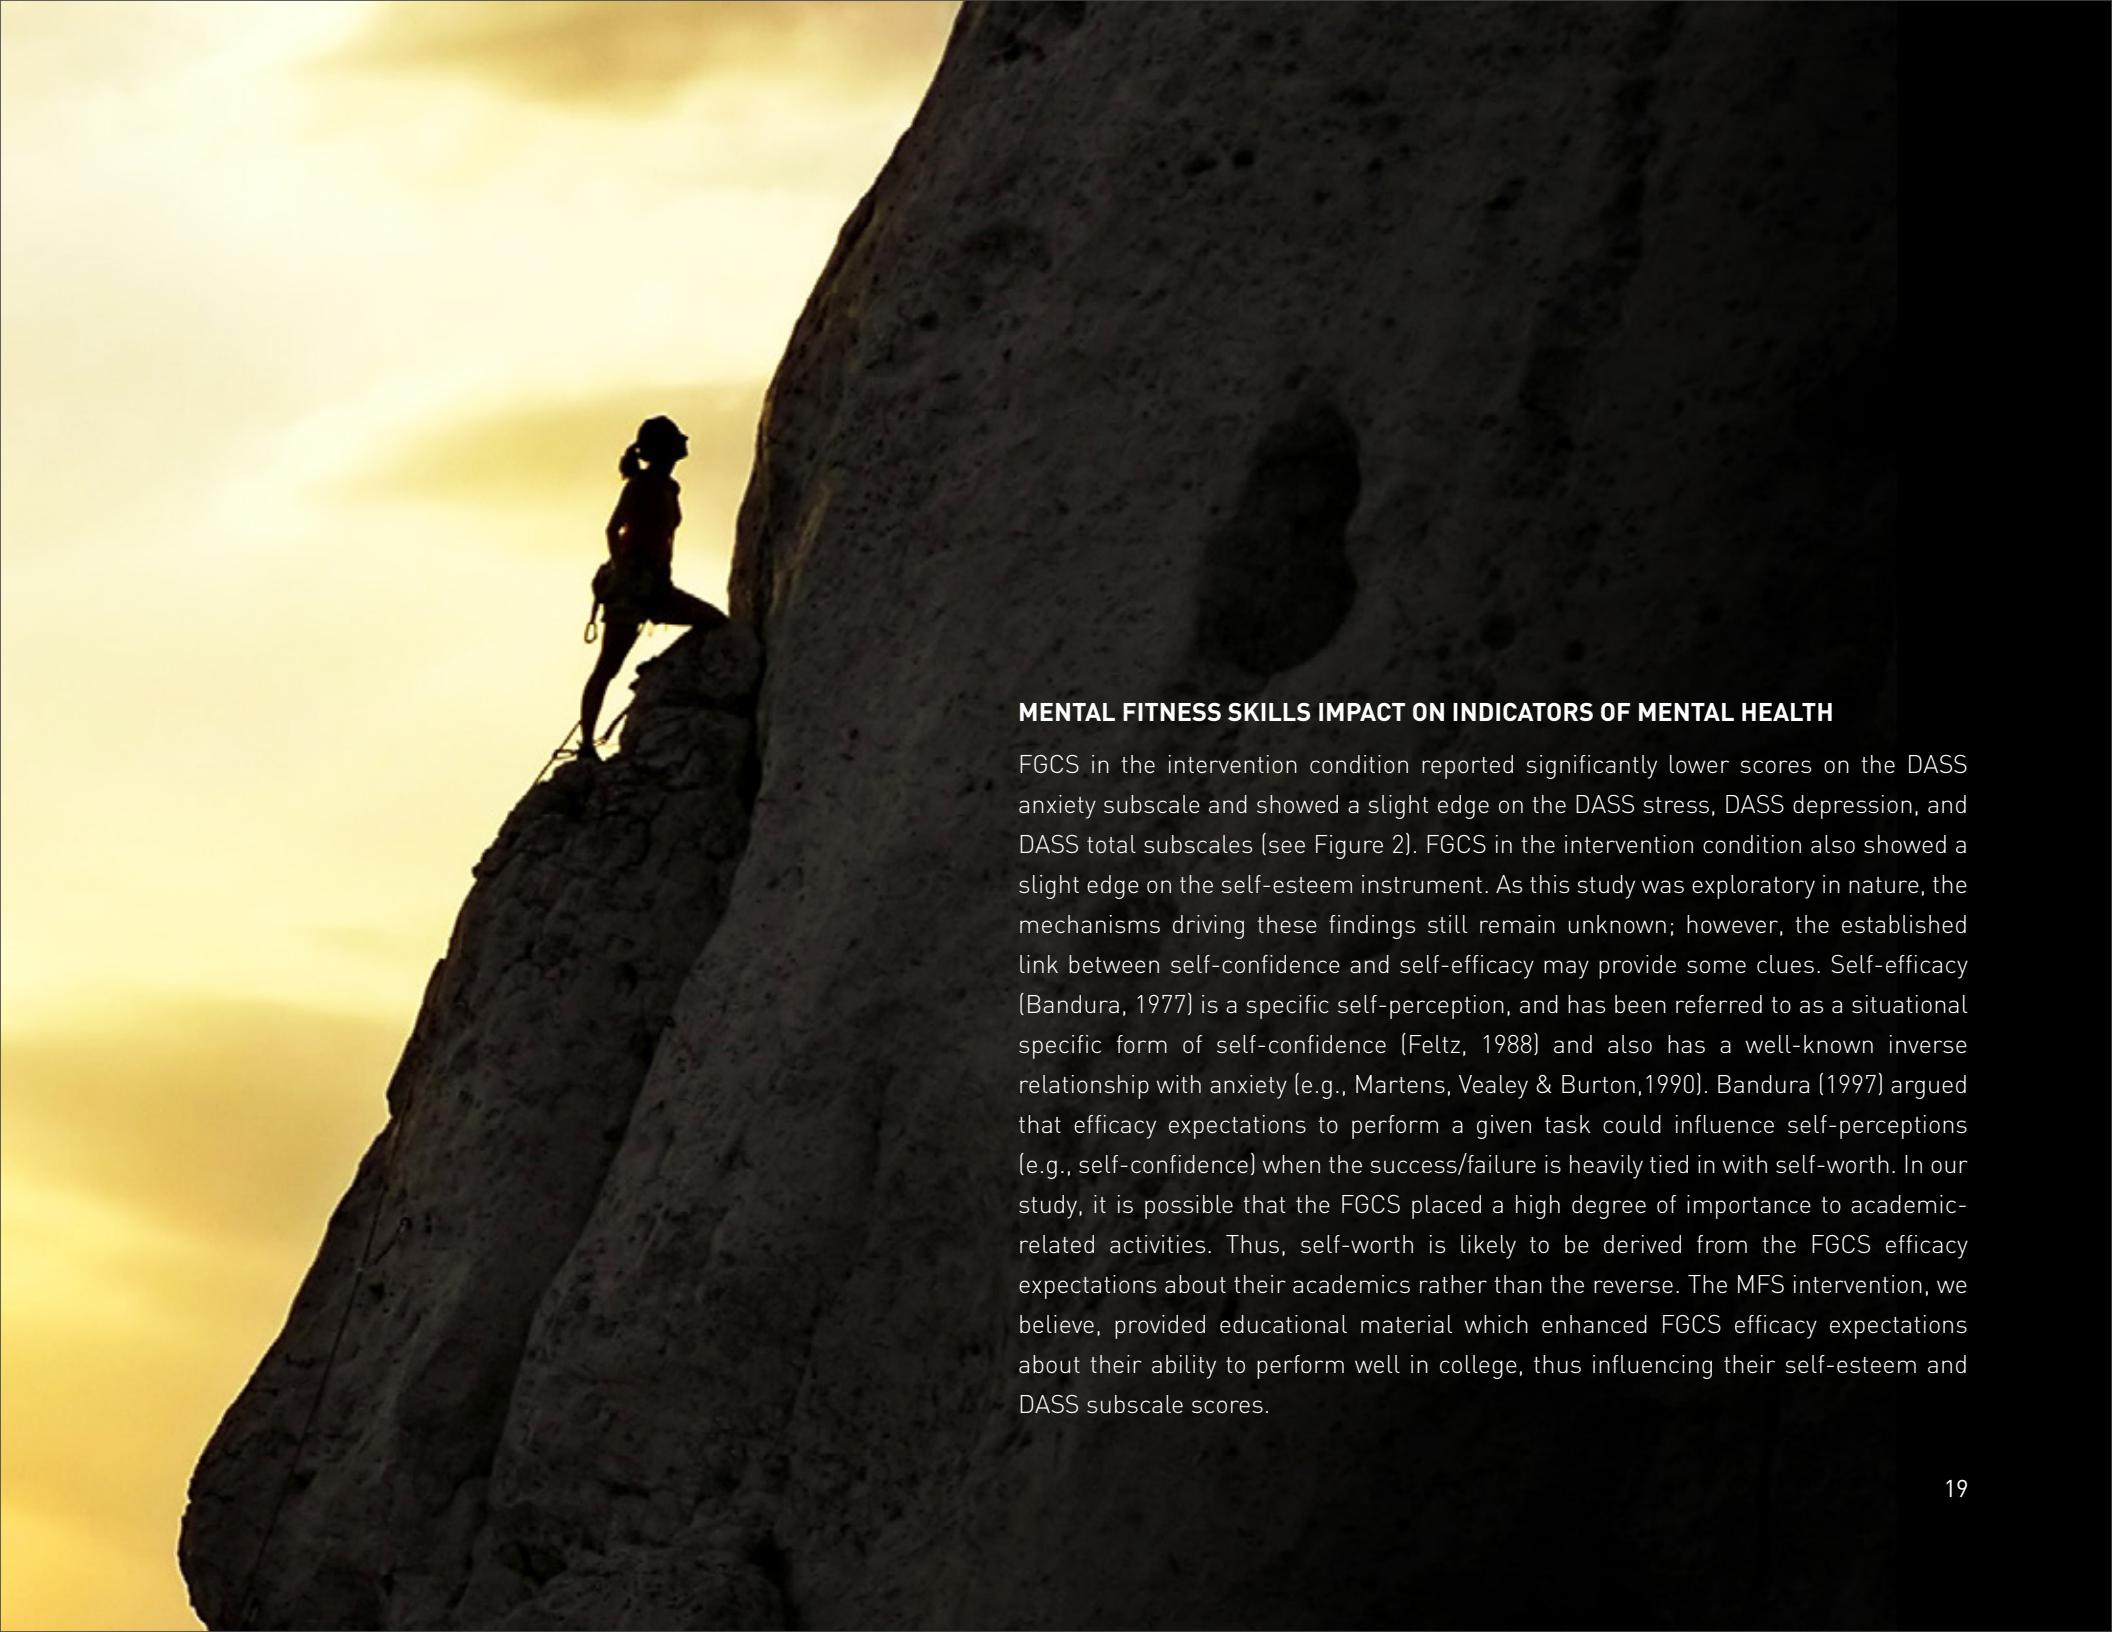 MENTAL FITNESS SKILLS IMPACT ON INDICATORS OF MENTAL HEALTH
FGCS in the intervention condition reported significantly lower scores on the DASS
anxiety subscale and showed a slight edge on the DASS stress, DASS depression, and
DASS total subscales (see Figure 2). FGCS in the intervention condition also showed a
slight edge on the self-esteem instrument. As this study was exploratory in nature, the
mechanisms driving these findings still remain unknown; however, the established
link between self-confidence and self-efficacy may provide some clues. Self-efficacy
(Bandura, 1977) is a specific self-perception, and has been referred to as a situational
specific form of self-confidence (Feltz, 1988) and also has a well-known inverse
relationship with anxiety (e.g., Martens, Vealey & Burton,1990). Bandura (1997) argued
that efficacy expectations to perform a given task could influence self-perceptions
(e.g., self-confidence) when the success/failure is heavily tied in with self-worth. In our
study, it is possible that the FGCS placed a high degree of importance to academic-
related activities. Thus, self-worth is likely to be derived from the FGCS efficacy
expectations about their academics rather than the reverse. The MFS intervention, we
believe, provided educational material which enhanced FGCS efficacy expectations
about their ability to perform well in college, thus influencing their self-esteem and
DASS subscale scores.
19